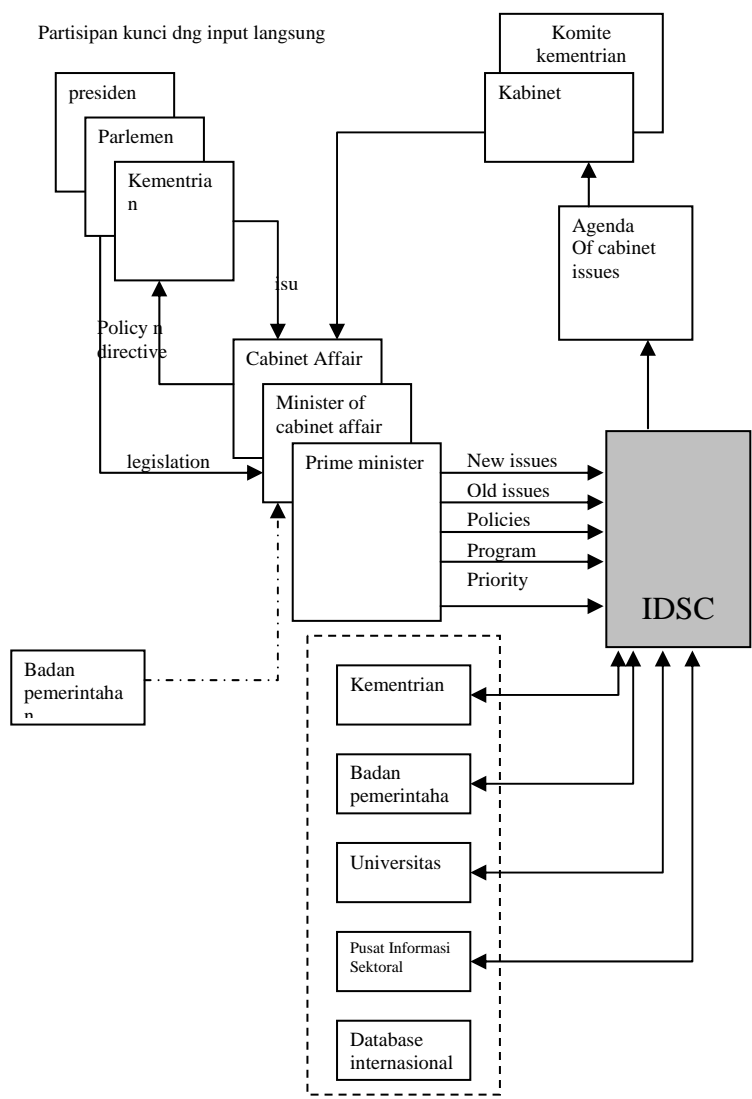 Partisipan kunci dng input langsung
Komite
kementrian
presiden
Kabinet
Parlemen
Kementria
n
Agenda
Of cabinet
issues
isu
Policy n
directive
Cabinet Affair
Minister of
cabinet affair
Prime minister
legislation
New issues
Old issues
Policies
Program
Priority
IDSC
Badan
pemerintaha
n
Kementrian
Badan
pemerintaha
Universitas
Pusat Informasi
Sektoral
Database
internasional